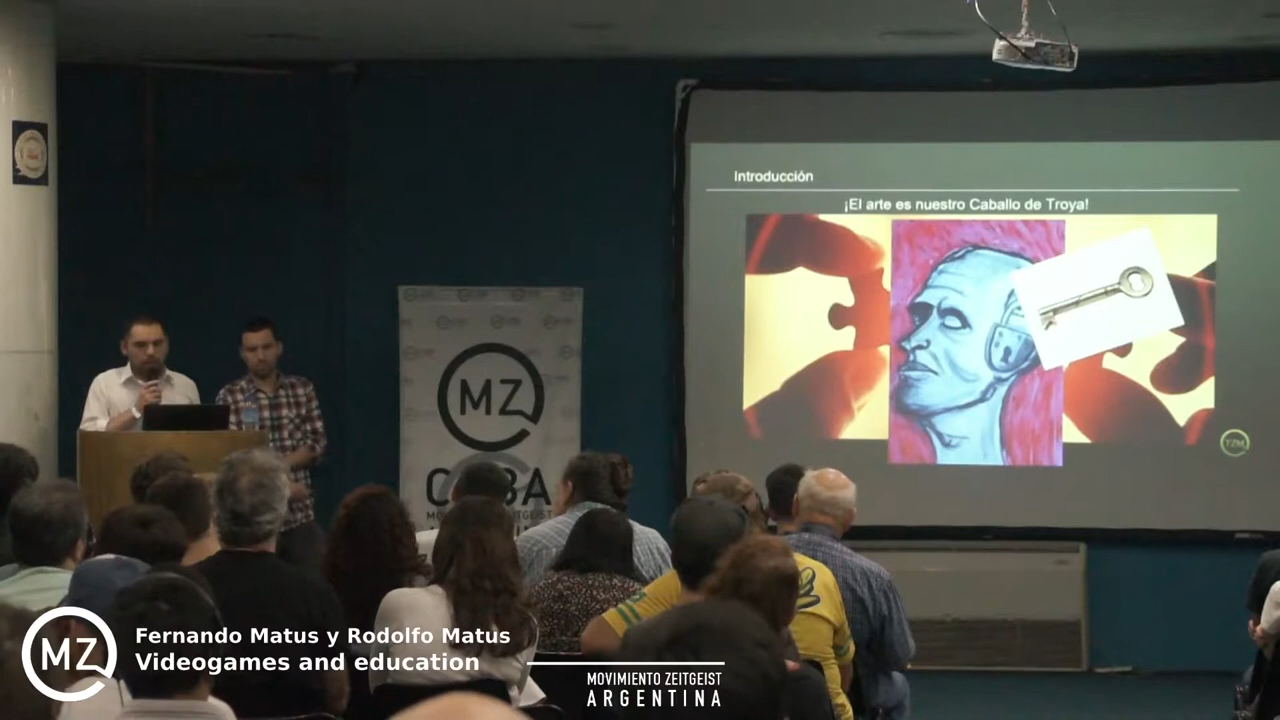 Introducción
¡El arte es nuestro Caballo de Troya!
TZM
MZ
MZ
Fernando Matus y Rodolfo Matus
Videogames and education
MOVIMIENTO ZEITGEIST
ARGENTINA